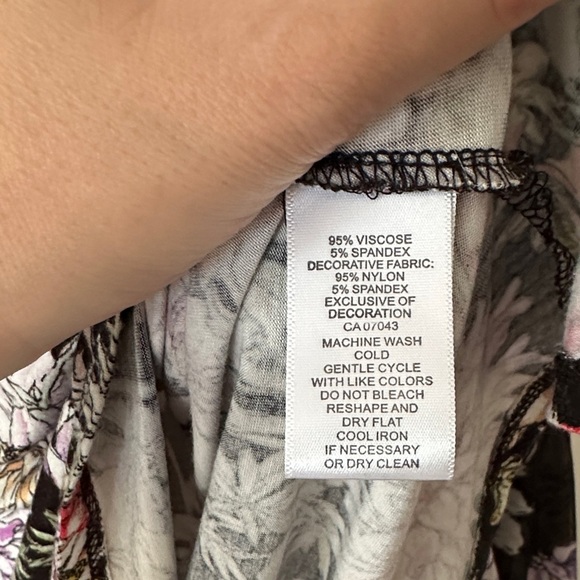 95% VISCOSE
5% SPANDEX
DECORATIVE FABRIC:
95% NYLON
5% SPANDEX
EXCLUSIVE OF
DECORATION
CA 07043
MACHINE WASH
COLD
GENTLE CYCLE
WITH LIKE COLORS
DO NOT BLEACH
RESHAPE AND
DRY FLAT
COOL IRON
IF NECESSARY
OR DRY CLEAN